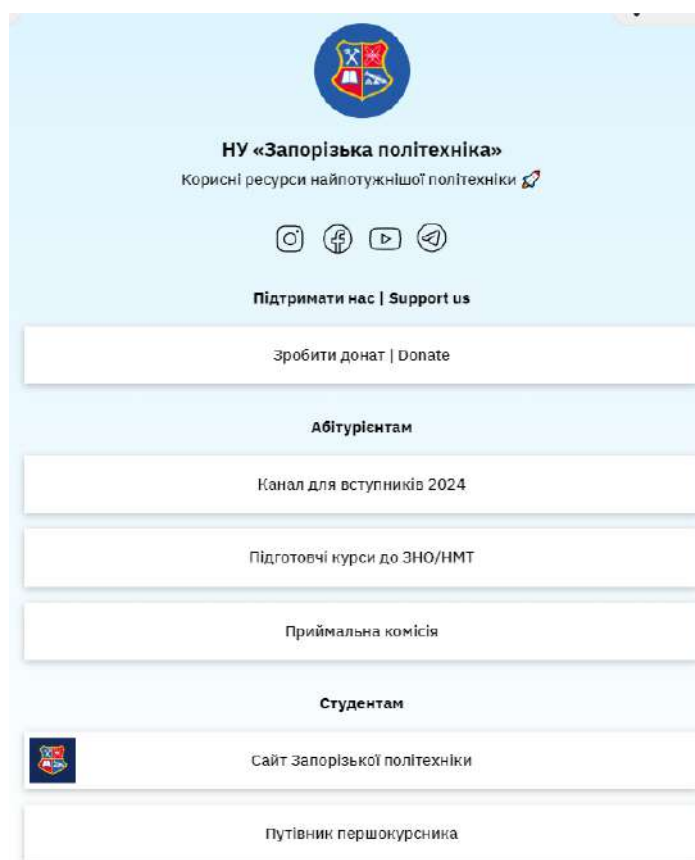 НУ «Запорізька політехніка»
Корисні ресурси найпотужнішої політехніки 🚀
Підтримати нас | Support us
Зробити донат | Donate
Абітурієнтам
Канал для вступників 2024
Підготовчі курси до ЗНО/НМТ
Приймальна комісія
Студентам
Сайт Запорізької політехніки
Путівник першокурсника